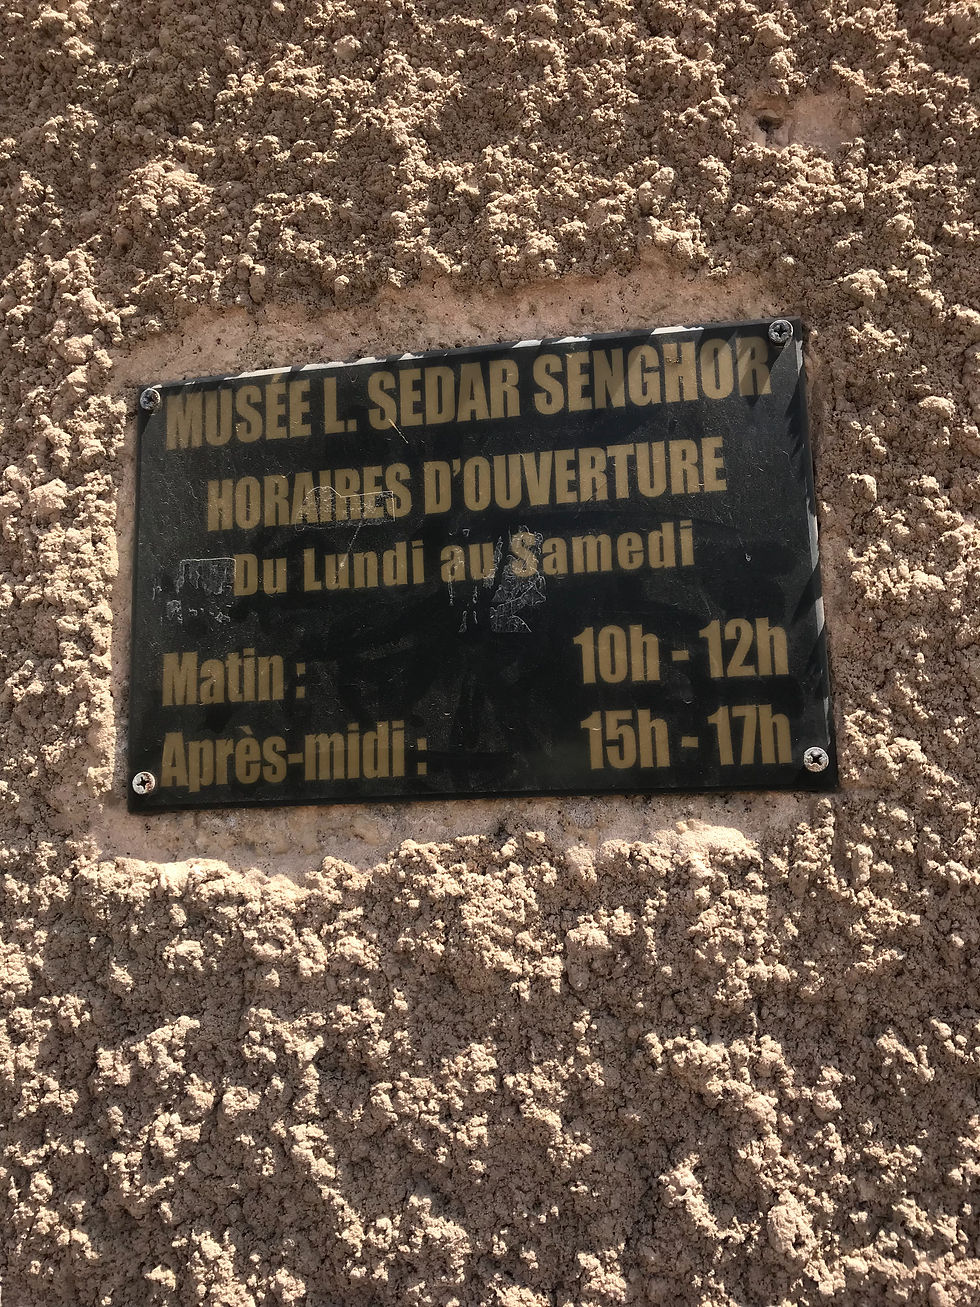 MUSÉE L. SEDAR SENGHOR
HORAIRES D'OUVERTURE
Du Lundi au Samedi
Matin : 10h - 12h
Après-midi : 15h - 17h